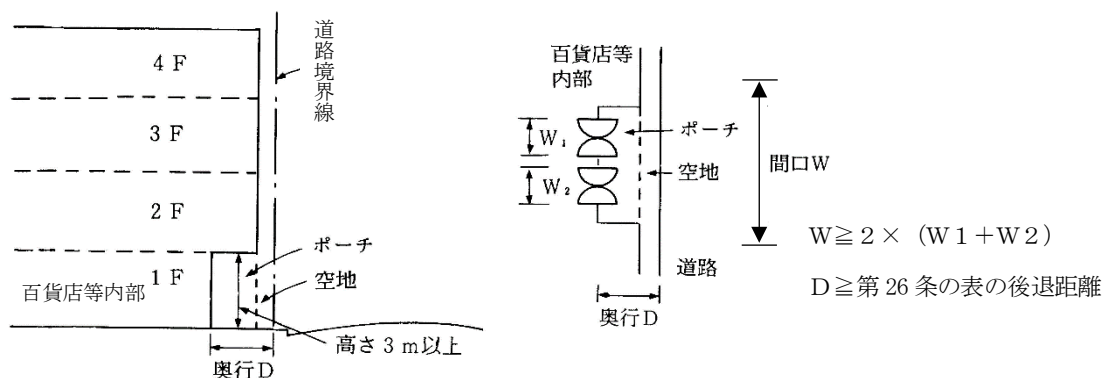 道路境界線
4 F
3 F
2 F
1 F
百貨店等内部
ポーチ
空地
高さ 3 m以上
奥行D
百貨店等
内部
W₁
W₂
ポーチ
空地
間口W
道路
奥行D
W≧2×（W1+W2）
D≧第 26 条の表の後退距離